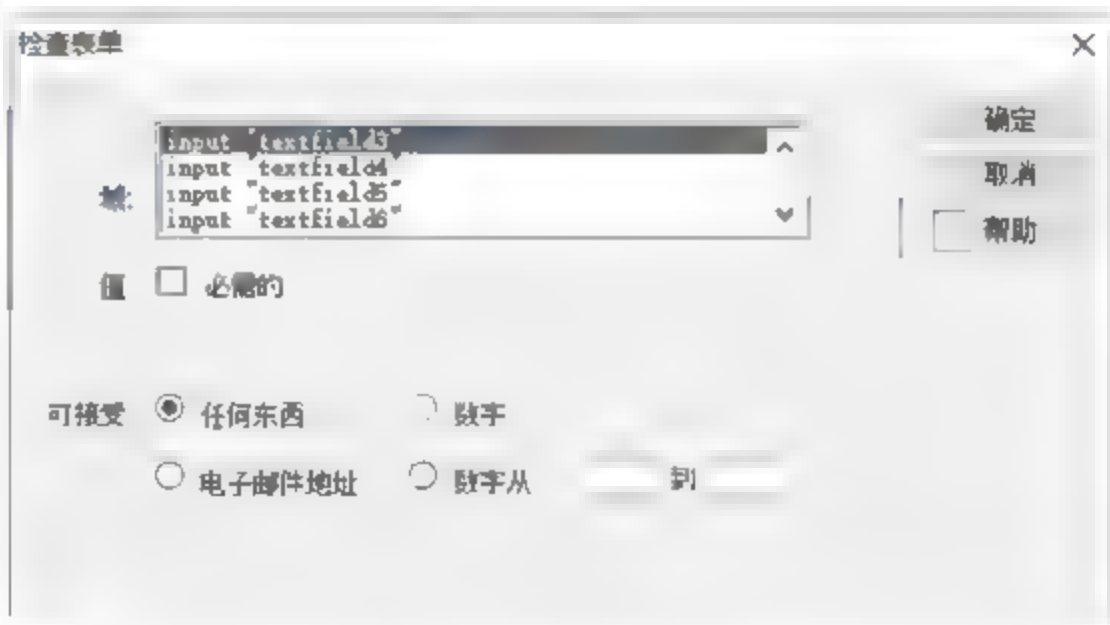 检查表单
input "textfield3"
input "textfield4"
input "textfield5"
input "textfield6"
域:
值 必需的
可接受 任何东西 数字
电子邮件地址 数字从 到
确定
取消
帮助